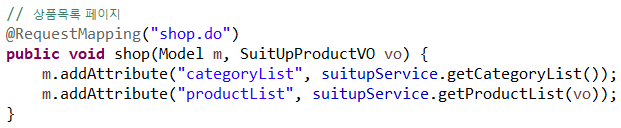 // 상품목록 페이지
@RequestMapping("shop.do")
public void shop(Model m, SuitUpProductVO vo) {
    m.addAttribute("categoryList", suitupService.getCategoryList());
    m.addAttribute("productList", suitupService.getProductList(vo));
}